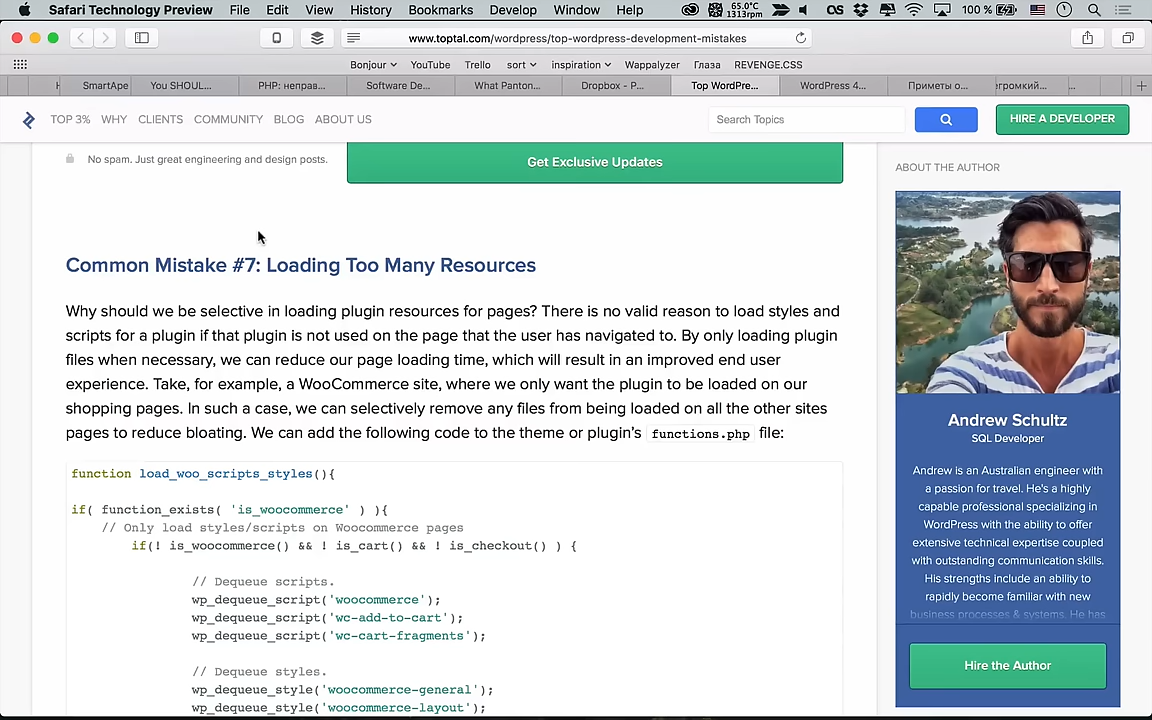 Safari Technology Preview File Edit View History Bookmarks Develop Window Help 65.0°C 1313rpm 100 %
www.toptal.com/wordpress/top-wordpress-development-mistakes
Bonjour YouTube Trello sort inspiration Wappalyzer Глаза REVENGE.CSS
SmartApe You SHOUL... PHP: неправ... Software De... What Panton... Dropbox - P... Top WordPre... WordPress 4... Приметы о... егромкий... ...
TOP 3% WHY CLIENTS COMMUNITY BLOG ABOUT US Search Topics HIRE A DEVELOPER
No spam. Just great engineering and design posts.
Get Exclusive Updates
Common Mistake #7: Loading Too Many Resources
Why should we be selective in loading plugin resources for pages? There is no valid reason to load styles and
scripts for a plugin if that plugin is not used on the page that the user has navigated to. By only loading plugin
files when necessary, we can reduce our page loading time, which will result in an improved end user
experience. Take, for example, a WooCommerce site, where we only want the plugin to be loaded on our
shopping pages. In such a case, we can selectively remove any files from being loaded on all the other sites
pages to reduce bloating. We can add the following code to the theme or plugin's functions.php file:
function load_woo_scripts_styles(){
if( function_exists( 'is_woocommerce' ) ){
// Only load styles/scripts on Woocommerce pages
if(! is_woocommerce() && ! is_cart() && ! is_checkout() ) {
// Dequeue scripts.
wp_dequeue_script('woocommerce');
wp_dequeue_script('wc-add-to-cart');
wp_dequeue_script('wc-cart-fragments');
// Dequeue styles.
wp_dequeue_style('woocommerce-general');
wp_dequeue_style('woocommerce-layout');
ABOUT THE AUTHOR
Andrew Schultz
SQL Developer
Andrew is an Australian engineer with
a passion for travel. He's a highly
capable professional specializing in
WordPress with the ability to offer
extensive technical expertise coupled
with outstanding communication skills.
His strengths include an ability to
rapidly become familiar with new
business processes & systems. He has
Hire the Author